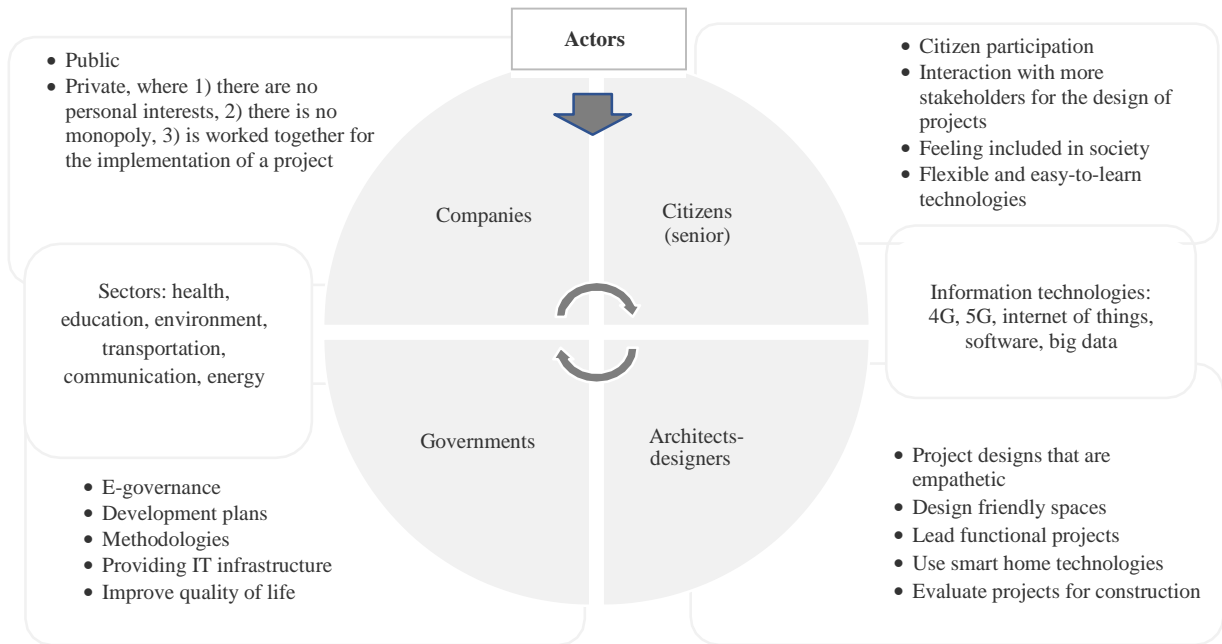 Actors
• Public
• Private, where 1) there are no
personal interests, 2) there is no
monopoly, 3) is worked together for
the implementation of a project
• Citizen participation
• Interaction with more
stakeholders for the design of
projects
• Feeling included in society
• Flexible and easy-to-learn
technologies
Companies
Citizens
(senior)
Sectors: health,
education, environment,
transportation,
communication, energy
Information technologies:
4G, 5G, internet of things,
software, big data
Governments
Architects-
designers
• E-governance
• Development plans
• Methodologies
• Providing IT infrastructure
• Improve quality of life
• Project designs that are
empathetic
• Design friendly spaces
• Lead functional projects
• Use smart home technologies
• Evaluate projects for construction